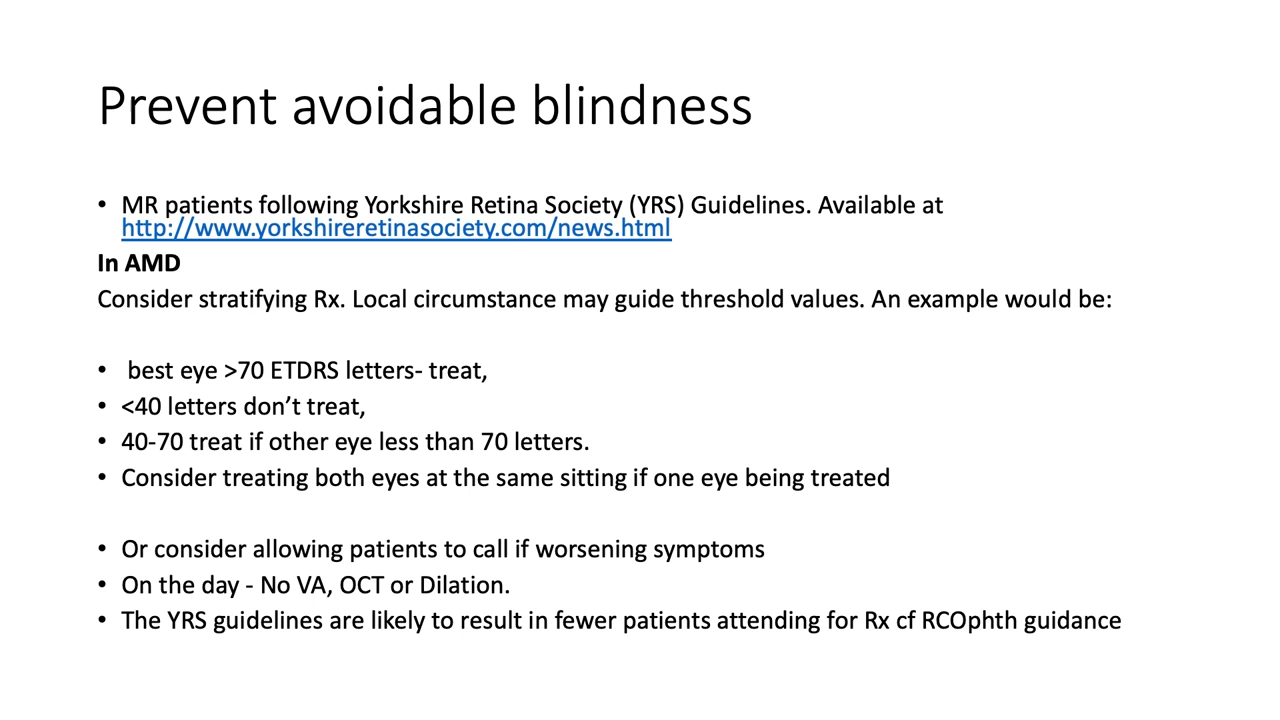 Prevent avoidable blindness
• MR patients following Yorkshire Retina Society (YRS) Guidelines. Available at
http://www.yorkshireretinasociety.com/news.html
In AMD
Consider stratifying Rx. Local circumstance may guide threshold values. An example would be:
• best eye >70 ETDRS letters- treat,
• <40 letters don’t treat,
• 40-70 treat if other eye less than 70 letters.
• Consider treating both eyes at the same sitting if one eye being treated
• Or consider allowing patients to call if worsening symptoms
• On the day - No VA, OCT or Dilation.
• The YRS guidelines are likely to result in fewer patients attending for Rx cf RCOphth guidance